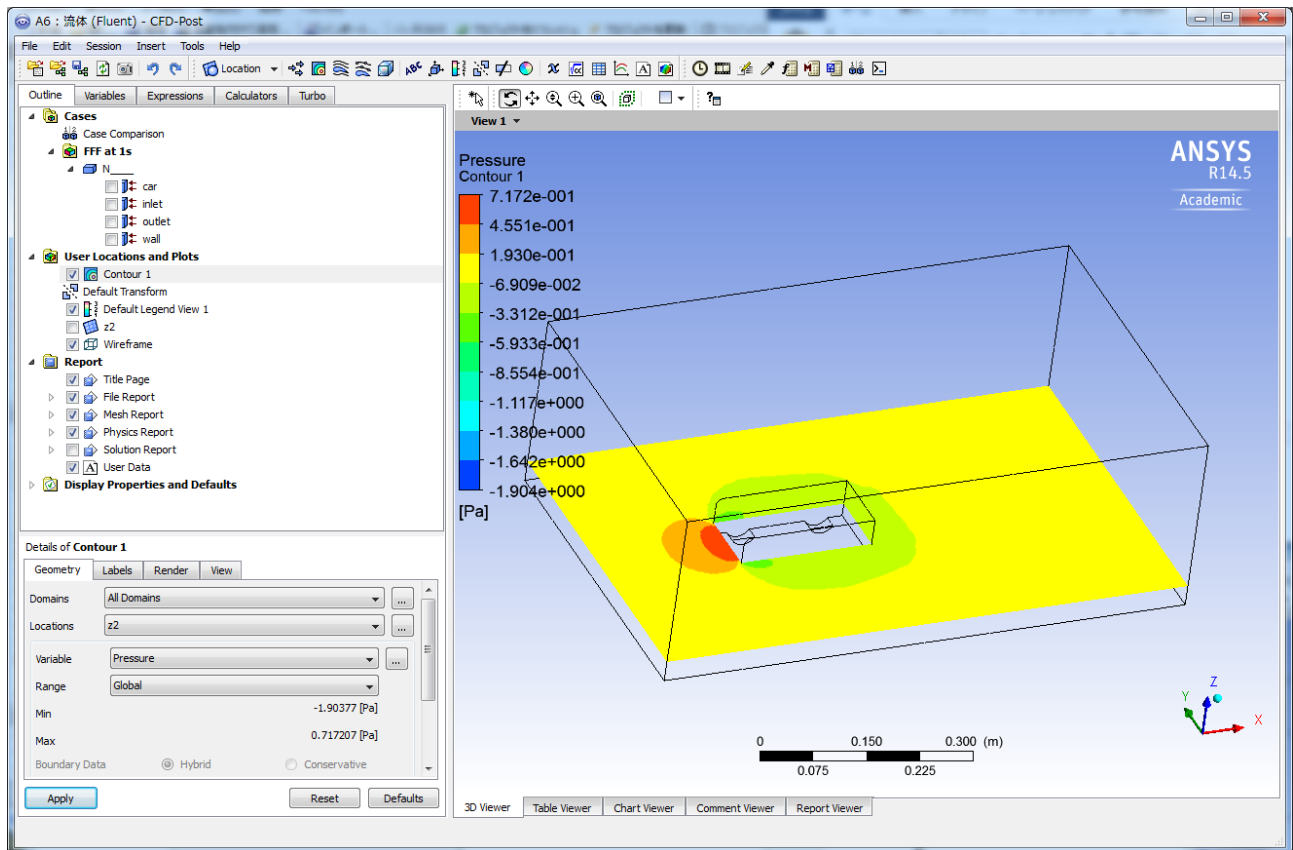 A6 : 流体 (Fluent) - CFD-Post
File Edit Session Insert Tools Help
Location
Outline Variables Expressions Calculators Turbo
Cases
Case Comparison
FFF at 1s
N____
car
inlet
outlet
wall
User Locations and Plots
Contour 1
Default Transform
Default Legend View 1
z2
Wireframe
Report
Title Page
File Report
Mesh Report
Physics Report
Solution Report
A User Data
Display Properties and Defaults
Details of Contour 1
Geometry Labels Render View
Domains All Domains ...
Locations z2 ...
Variable Pressure ...
Range Global
Min -1.90377 [Pa]
Max 0.717207 [Pa]
Boundary Data Hybrid Conservative
Apply Reset Defaults
View 1
Pressure
Contour 1
7.172e-001
4.551e-001
1.930e-001
-6.909e-002
-3.312e-001
-5.933e-001
-8.554e-001
-1.117e+000
-1.380e+000
-1.642e+000
-1.904e+000
[Pa]
ANSYS
R14.5
Academic
Z
Y
X
0 0.150 0.300 (m)
0.075 0.225
3D Viewer Table Viewer Chart Viewer Comment Viewer Report Viewer